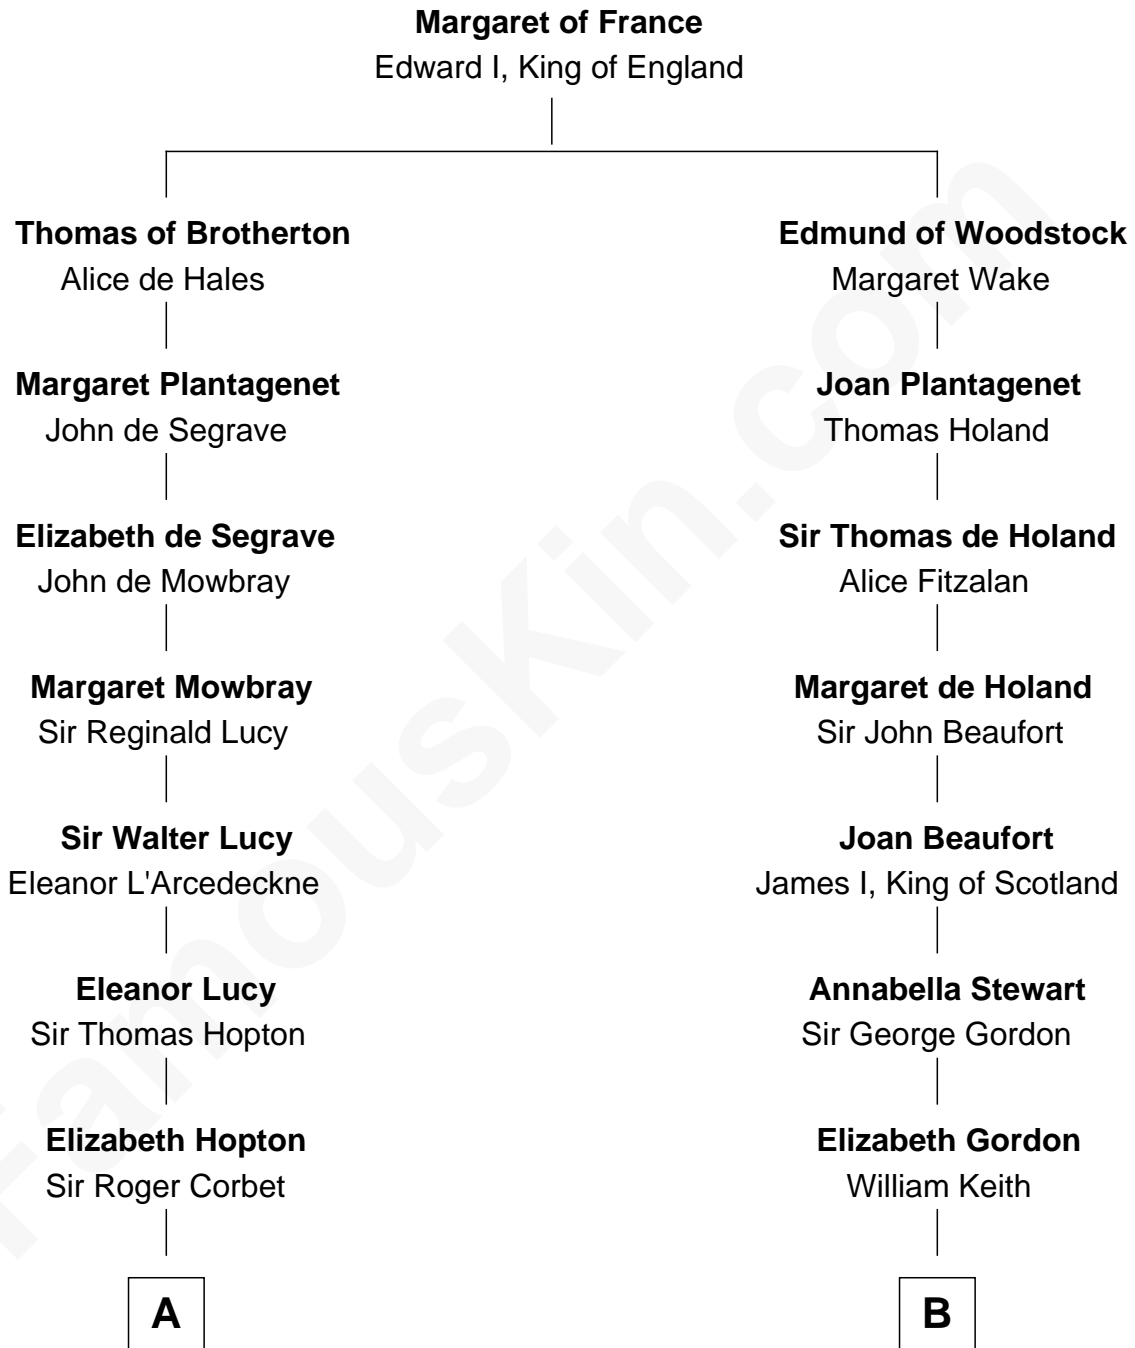 Margaret of France
Edward I, King of England
Thomas of Brotherton
Alice de Hales
Edmund of Woodstock
Margaret Wake
Margaret Plantagenet
John de Segrave
Joan Plantagenet
Thomas Holand
Elizabeth de Segrave
John de Mowbray
Sir Thomas de Holand
Alice Fitzalan
Margaret Mowbray
Sir Reginald Lucy
Margaret de Holand
Sir John Beaufort
Sir Walter Lucy
Eleanor L'Arcedeckne
Joan Beaufort
James I, King of Scotland
Eleanor Lucy
Sir Thomas Hopton
Annabella Stewart
Sir George Gordon
Elizabeth Hopton
Sir Roger Corbet
Elizabeth Gordon
William Keith
A
B
FamousKin.com